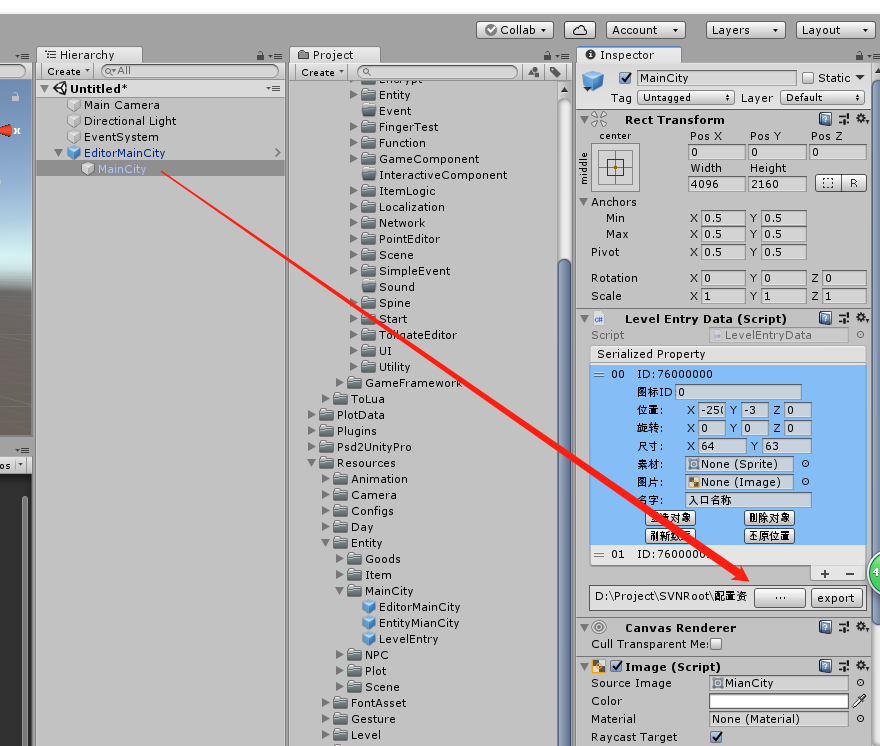 Collab
Account
Layers
Layout
Hierarchy
Create
All
Untitled*
Main Camera
Directional Light
EventSystem
EditorMainCity
MainCity
Project
Create
Entity
Event
FingerTest
Function
GameComponent
InteractiveComponent
ItemLogic
Localization
Network
PointEditor
Scene
SimpleEvent
Sound
Spine
Start
TollgateEditor
UI
Utility
GameFramework
ToLua
PlotData
Plugins
Psd2UnityPro
Resources
Animation
Camera
Configs
Day
Entity
Goods
Item
MainCity
EditorMainCity
EntityMianCity
LevelEntry
NPC
Plot
Scene
FontAsset
Gesture
Level
Inspector
MainCity Static
Tag Untagged Layer Default
Rect Transform
center Pos X Pos Y Pos Z
middle 0 0 0
Width Height
4096 2160 R
Anchors
Min X 0.5 Y 0.5
Max X 0.5 Y 0.5
Pivot X 0.5 Y 0.5
Rotation X 0 Y 0 Z 0
Scale X 1 Y 1 Z 1
Level Entry Data (Script)
Script LevelEntryData
Serialized Property
00 ID:76000000
图标ID 0
位置: X Y -3 Z 0
旋转: X 0 Y 0 Z 0
尺寸: X 64 Y 63
素材: None (Sprite)
图片: None (Image)
名字: 入口名称
对象 删除对象
刷新 还原位置
01 ID:7600000
+ −
D:\Project\SVNRoot\配置资 ... export
Canvas Renderer
Cull Transparent Me:
Image (Script)
Source Image MianCity
Color
Material None (Material)
Raycast Target